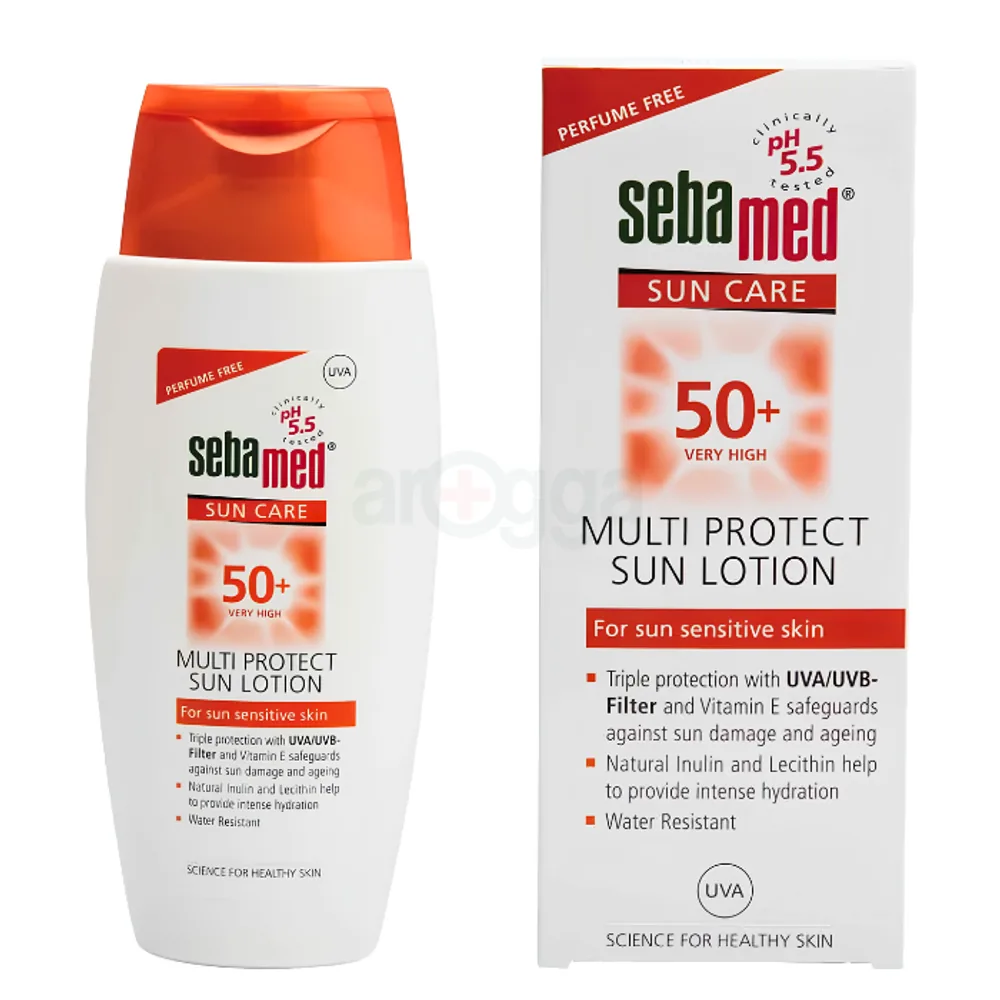 PERFUME FREE
UVA
clinically
pH
5.5
tested
sebamed®
SUN CARE
50+
VERY HIGH
MULTI PROTECT
SUN LOTION
For sun sensitive skin
Triple protection with UVA/UVB-
Filter and Vitamin E safeguards
against sun damage and ageing
Natural Inulin and Lecithin help
to provide intense hydration
Water Resistant
SCIENCE FOR HEALTHY SKIN
PERFUME FREE
clinically
pH
5.5
tested
sebamed®
SUN CARE
50+
VERY HIGH
MULTI PROTECT
SUN LOTION
For sun sensitive skin
Triple protection with UVA/UVB-
Filter and Vitamin E safeguards
against sun damage and ageing
Natural Inulin and Lecithin help
to provide intense hydration
Water Resistant
UVA
SCIENCE FOR HEALTHY SKIN
arogga